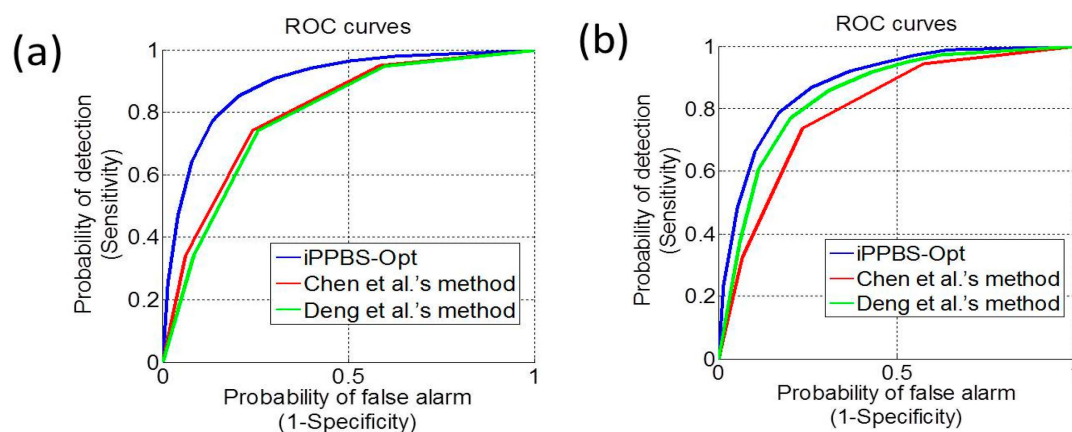 (a)
ROC curves
1
0.8
0.6
0.4
0.2
0
Probability of detection
(Sensitivity)
iPPBS-Opt
Chen et al.'s method
Deng et al.'s method
0 0.5 1
Probability of false alarm
(1-Specificity)
(b)
ROC curves
1
0.8
0.6
0.4
0.2
0
Probability of detection
(Sensitivity)
iPPBS-Opt
Chen et al.'s method
Deng et al.'s method
0 0.5 1
Probability of false alarm
(1-Specificity)